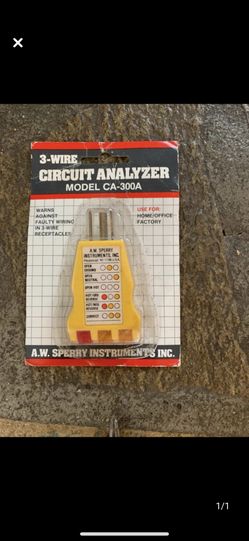 3-WIRE
CIRCUIT ANALYZER
MODEL CA-300A
WARNS
AGAINST
FAULTY WIRING
IN 3-WIRE
RECEPTACLES
USE FOR
HOME/OFFICE
FACTORY
A.W. SPERRY
INSTRUMENTS, INC.
OPEN
GROUND
OPEN
NEUTRAL
OPEN HOT
HOT/GRD
REVERSE
HOT/NEU
REVERSE
CORRECT
A.W. SPERRY INSTRUMENTS INC.
1/1